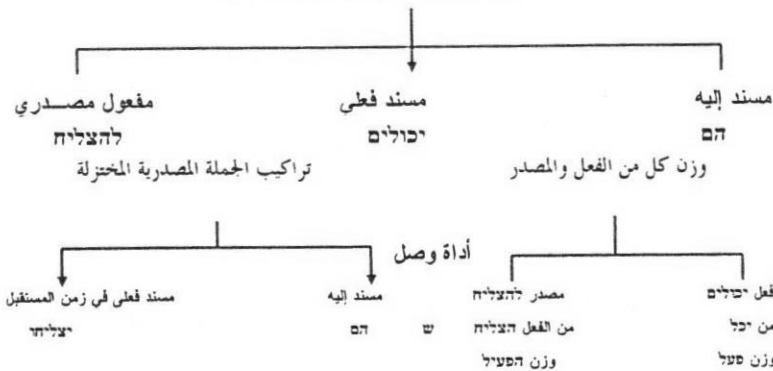 مسند إليه مسند فعلي مفعول مصــدري
הם יכולים להצליח
وزن كل من الفعل والمصدر تراكيب الجملة المصدرية المختزلة
أداة وصل
فعل יכולים مصدر להצליח مسند إليه مسند فعلى في زمن المستقبل
من יכל من الفعل הצליח ש הם יצליחו
وزن פעל وزن הפעיל